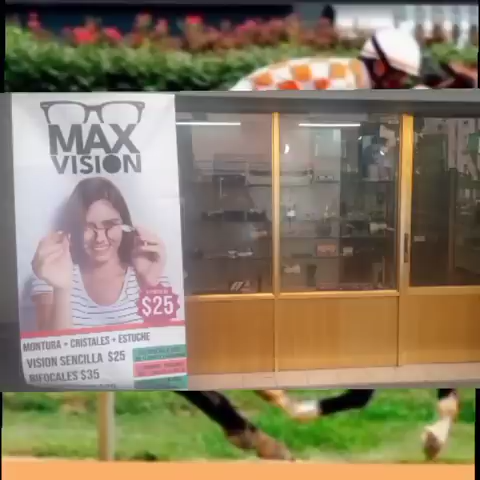 MAX
VISION
$25
MONTURA + CRISTALES + ESTUCHE
VISION SENCILLA $25
BIFOCALES $35